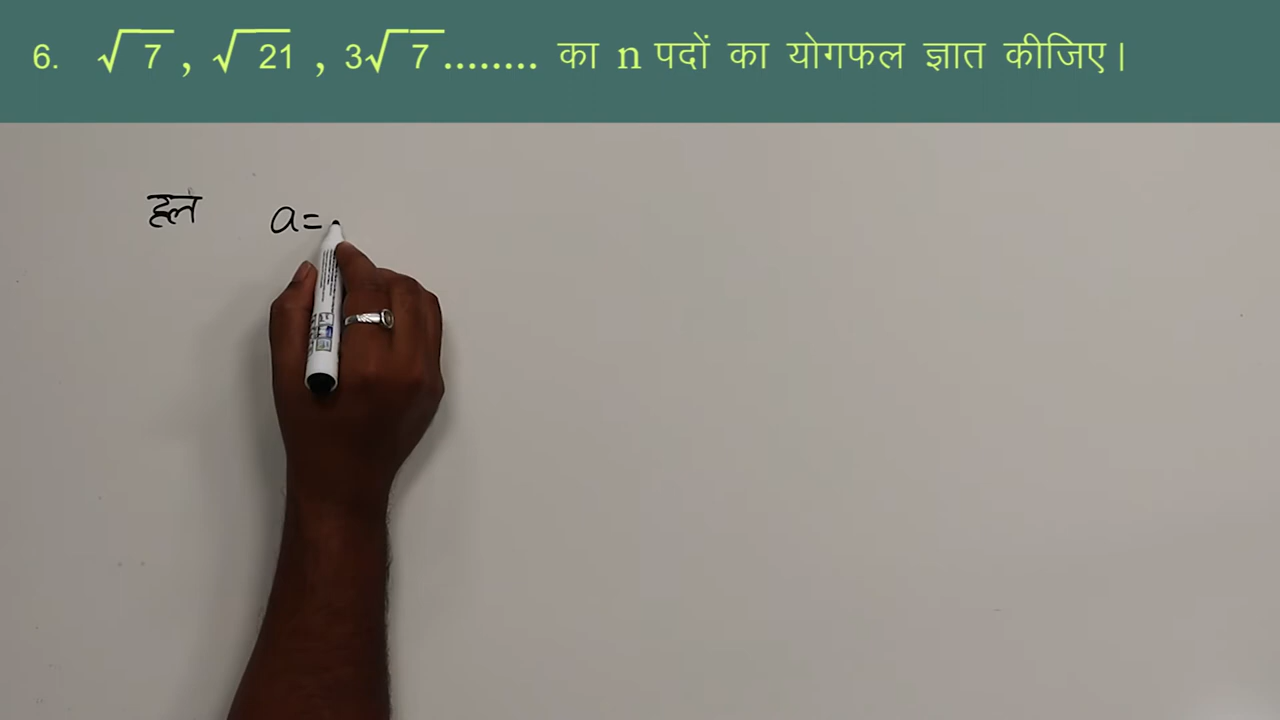 6. √7 , √21 , 3√7 ........ का n पदों का योगफल ज्ञात कीजिए।
हल a=